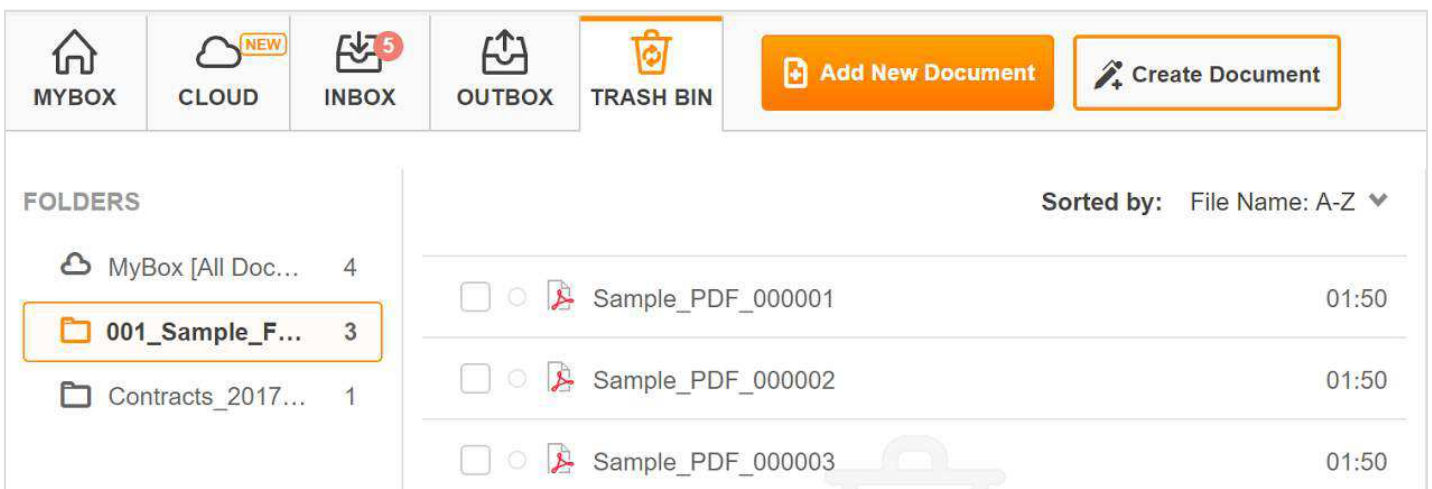 NEW
5
MYBOX CLOUD INBOX OUTBOX TRASH BIN Add New Document Create Document
FOLDERS
Sorted by: File Name: A-Z
MyBox [All Doc... 4
001_Sample_F... 3
Contracts_2017... 1
Sample_PDF_000001 01:50
Sample_PDF_000002 01:50
Sample_PDF_000003 01:50